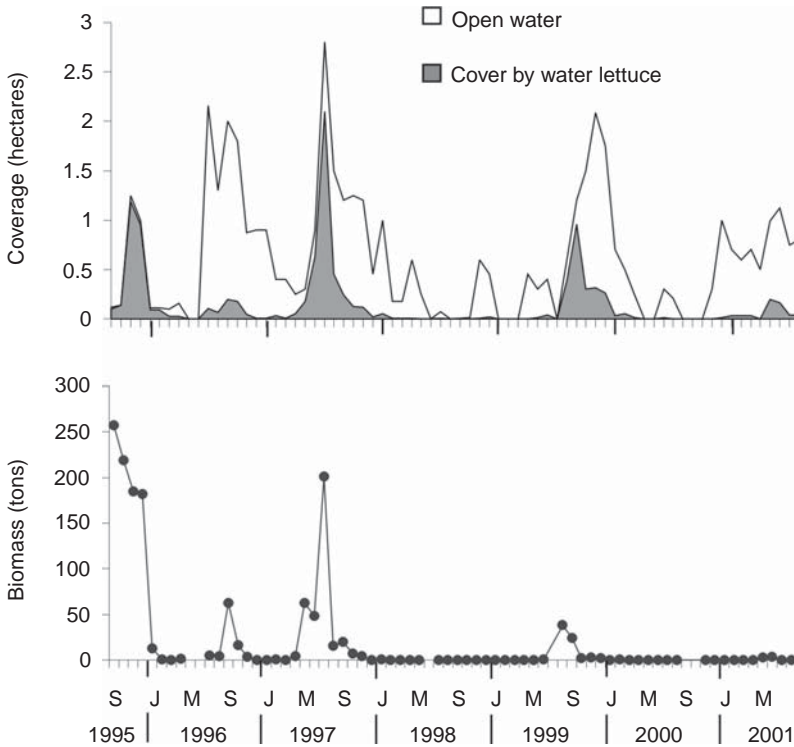 Open water
Cover by water lettuce
Coverage (hectares)
3
2.5
2
1.5
1
0.5
0
Biomass (tons)
300
250
200
150
100
50
0
S J M S J M S J M S J M S J M S J M
1995 1996 1997 1998 1999 2000 2001